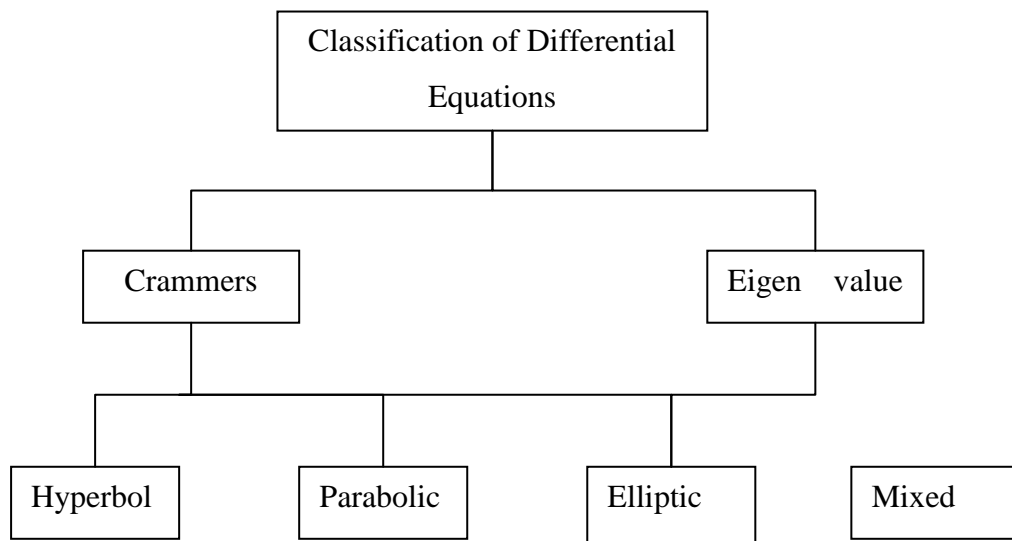 Classification of Differential
Equations
Crammers
Eigen value
Hyperbol
Parabolic
Elliptic
Mixed